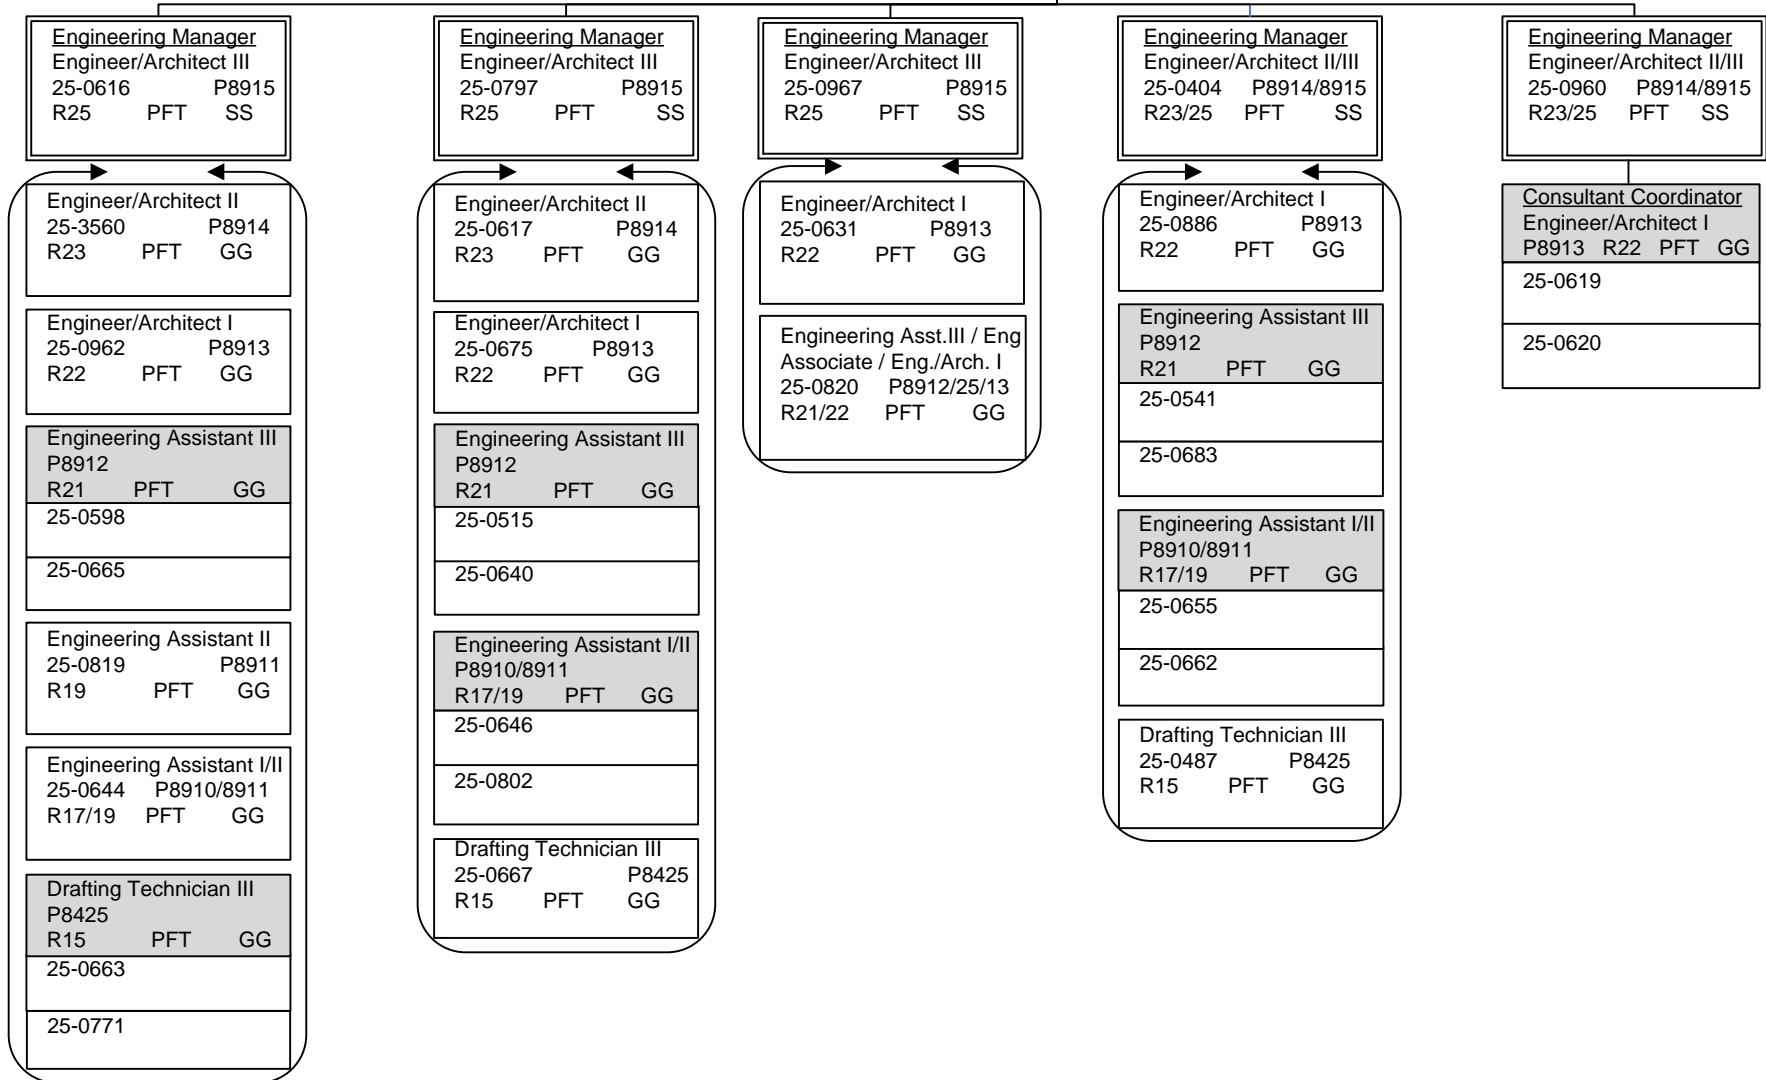 Engineering Manager
Engineer/Architect III
25-0616 P8915
R25 PFT SS
Engineer/Architect II
25-3560 P8914
R23 PFT GG
Engineer/Architect I
25-0962 P8913
R22 PFT GG
Engineering Assistant III
P8912
R21 PFT GG
25-0598
25-0665
Engineering Assistant II
25-0819 P8911
R19 PFT GG
Engineering Assistant I/II
25-0644 P8910/8911
R17/19 PFT GG
Drafting Technician III
P8425
R15 PFT GG
25-0663
25-0771
Engineering Manager
Engineer/Architect III
25-0797 P8915
R25 PFT SS
Engineer/Architect II
25-0617 P8914
R23 PFT GG
Engineer/Architect I
25-0675 P8913
R22 PFT GG
Engineering Assistant III
P8912
R21 PFT GG
25-0515
25-0640
Engineering Assistant I/II
P8910/8911
R17/19 PFT GG
25-0646
25-0802
Drafting Technician III
25-0667 P8425
R15 PFT GG
Engineering Manager
Engineer/Architect III
25-0967 P8915
R25 PFT SS
Engineer/Architect I
25-0631 P8913
R22 PFT GG
Engineering Asst.III / Eng
Associate / Eng./Arch. I
25-0820 P8912/25/13
R21/22 PFT GG
Engineering Manager
Engineer/Architect II/III
25-0404 P8914/8915
R23/25 PFT SS
Engineer/Architect I
25-0886 P8913
R22 PFT GG
Engineering Assistant III
P8912
R21 PFT GG
25-0541
25-0683
Engineering Assistant I/II
P8910/8911
R17/19 PFT GG
25-0655
25-0662
Drafting Technician III
25-0487 P8425
R15 PFT GG
Engineering Manager
Engineer/Architect II/III
25-0960 P8914/8915
R23/25 PFT SS
Consultant Coordinator
Engineer/Architect I
P8913 R22 PFT GG
25-0619
25-0620